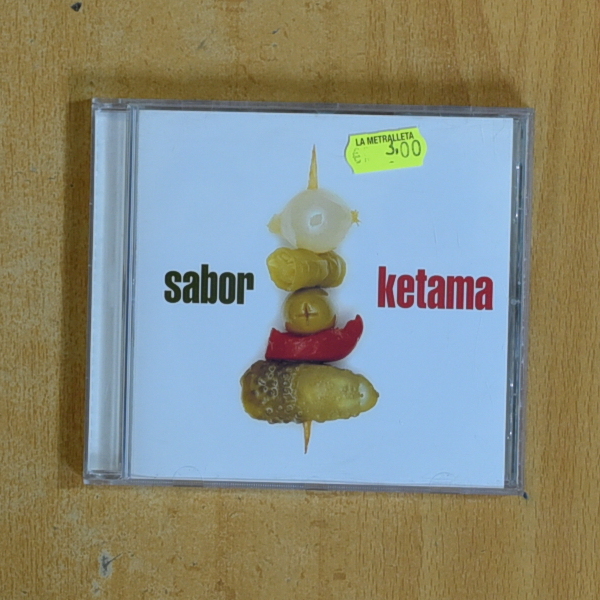 LA METRALLETA
€ 3,00
sabor
ketama